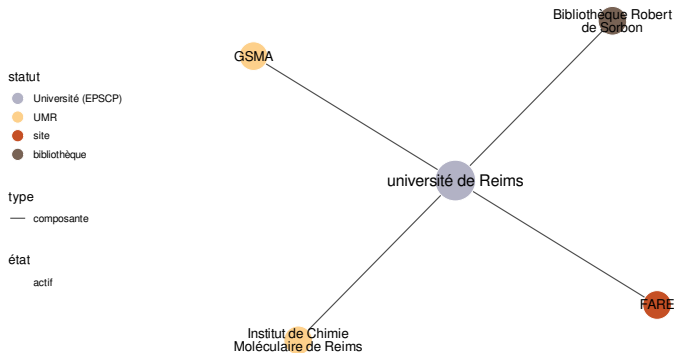 statut
Université (EPSCP)
UMR
site
bibliothèque
type
composante
état
actif
Bibliothèque Robert
de Sorbon
GSMA
université de Reims
FARE
Institut de Chimie
Moléculaire de Reims